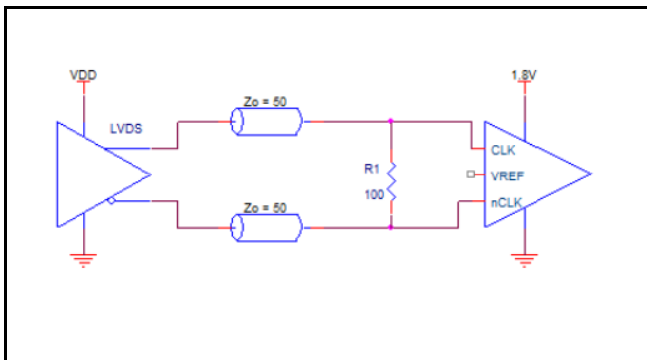 VDD
LVDS
Zo = 50
Zo = 50
R1
100
1.8V
CLK
VREF
nCLK